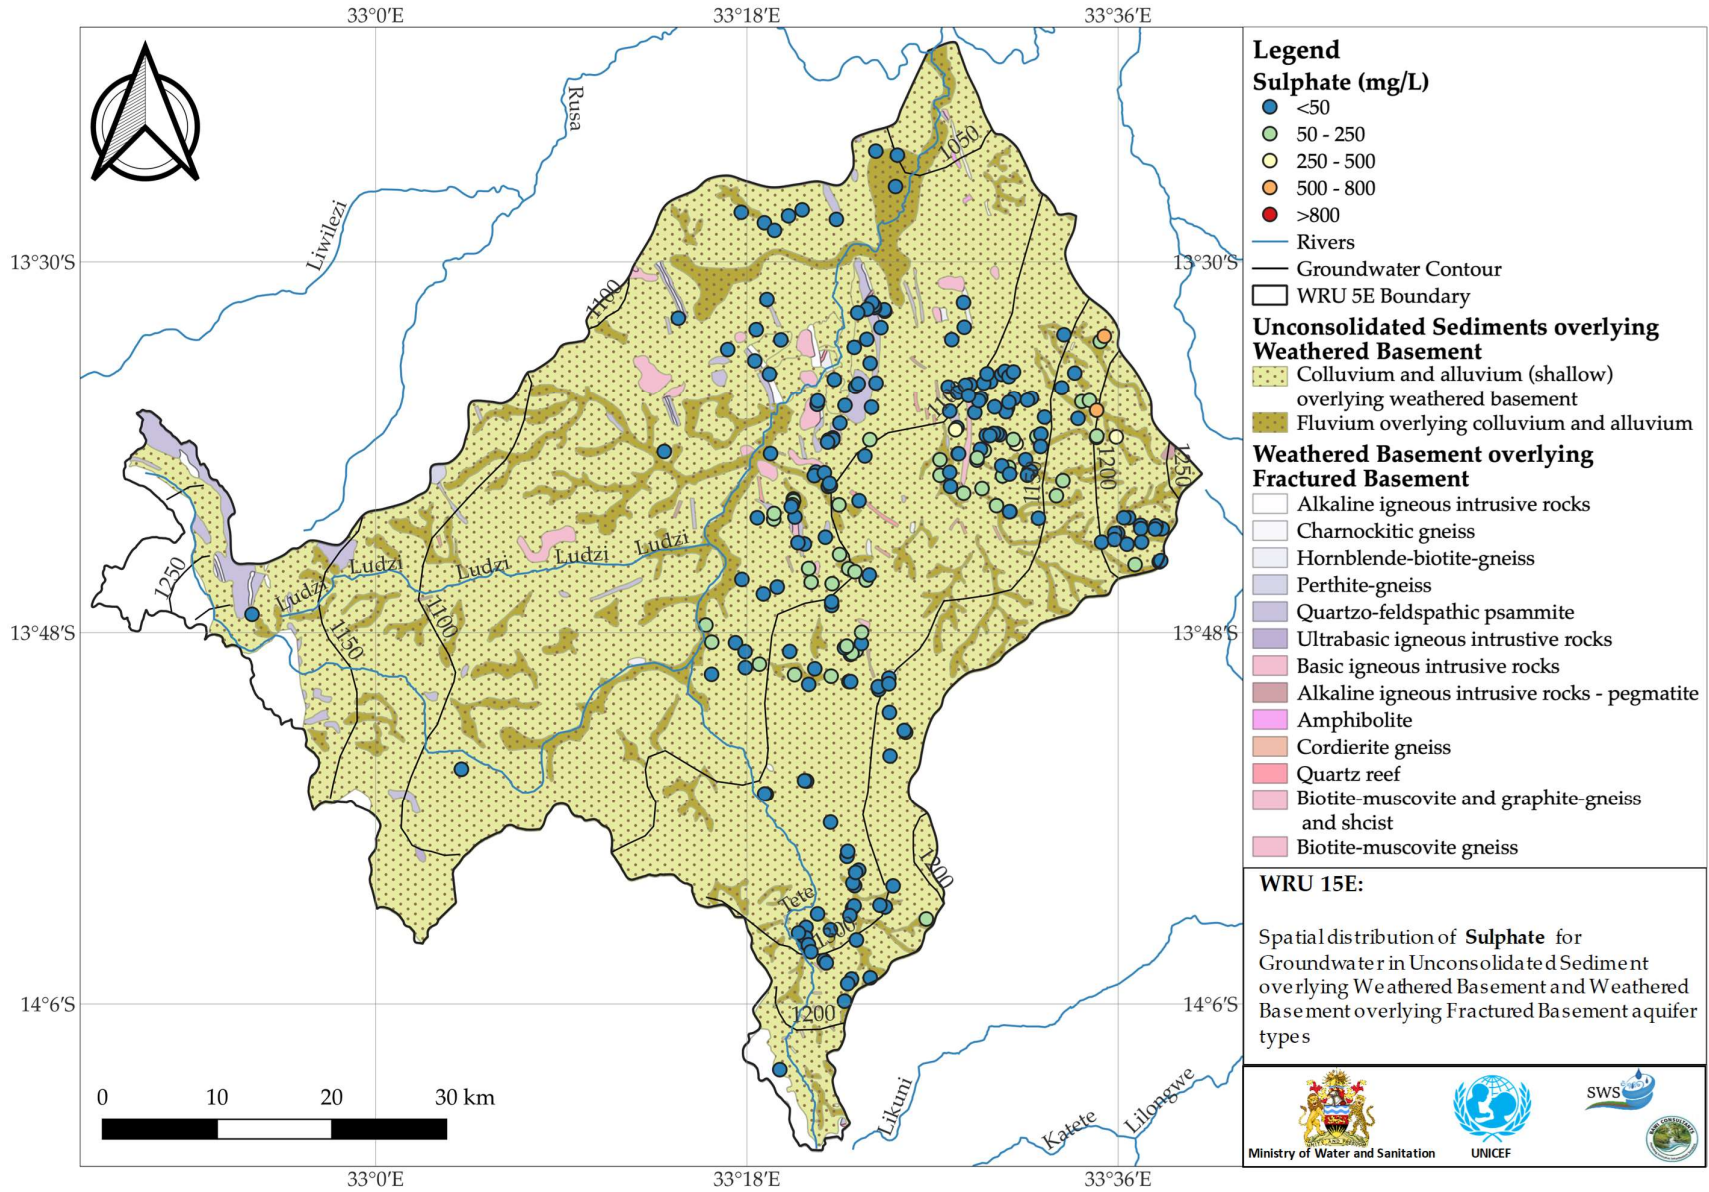 33°0′E
33°18′E
33°36′E
13°30′S
13°30′S
13°48′S
13°48′S
14°6′S
14°6′S
33°0′E
33°18′E
33°36′E
Rusa
Liwilezi
1050
1100
1200
1250
1250
Ludzi
Ludzi
Ludzi
Ludzi
Ludzi
1150
1100
1200
Tete
1200
Likuni
Katete
Lilongwe
0 10 20 30 km
Legend
Sulphate (mg/L)
<50
50 - 250
250 - 500
500 - 800
>800
Rivers
Groundwater Contour
WRU 5E Boundary
Unconsolidated Sediments overlying
Weathered Basement
Colluvium and alluvium (shallow)
overlying weathered basement
Fluvium overlying colluvium and alluvium
Weathered Basement overlying
Fractured Basement
Alkaline igneous intrusive rocks
Charnockitic gneiss
Hornblende-biotite-gneiss
Perthite-gneiss
Quartzo-feldspathic psammite
Ultrabasic igneous intrustive rocks
Basic igneous intrusive rocks
Alkaline igneous intrusive rocks - pegmatite
Amphibolite
Cordierite gneiss
Quartz reef
Biotite-muscovite and graphite-gneiss
and shcist
Biotite-muscovite gneiss
WRU 15E:
Spatial distribution of Sulphate for
Groundwater in Unconsolidated Sediment
overlying Weathered Basement and Weathered
Basement overlying Fractured Basement aquifer
types
SWS
Ministry of Water and Sanitation
UNICEF